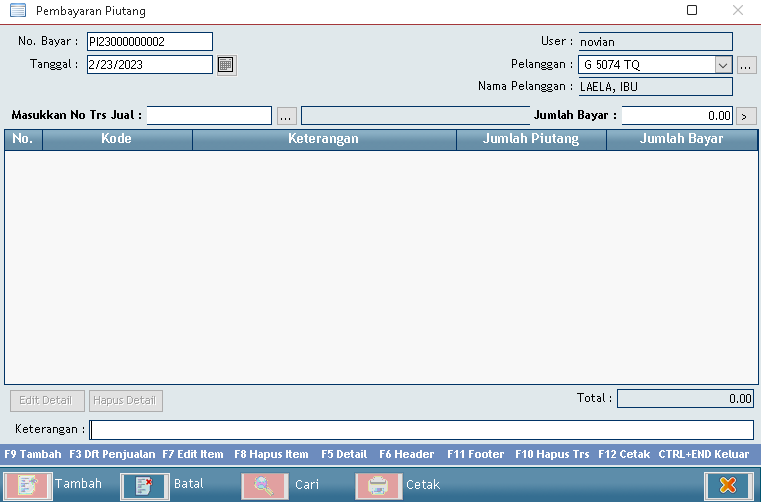 Pembayaran Piutang
No. Bayar : PI23000000002 User : novian
Tanggal : 2/23/2023 Pelanggan : G 5074 TQ ...
Nama Pelanggan : LAELA, IBU
Masukkan No Trs Jual : ... Jumlah Bayar : 0.00 >
No. Kode Keterangan Jumlah Piutang Jumlah Bayar
Edit Detail Hapus Detail Total : 0.00
Keterangan :
F9 Tambah F3 Dft Penjualan F7 Edit Item F8 Hapus Item F5 Detail F6 Header F11 Footer F10 Hapus Trs F12 Cetak CTRL+END Keluar
Tambah Batal Cari Cetak